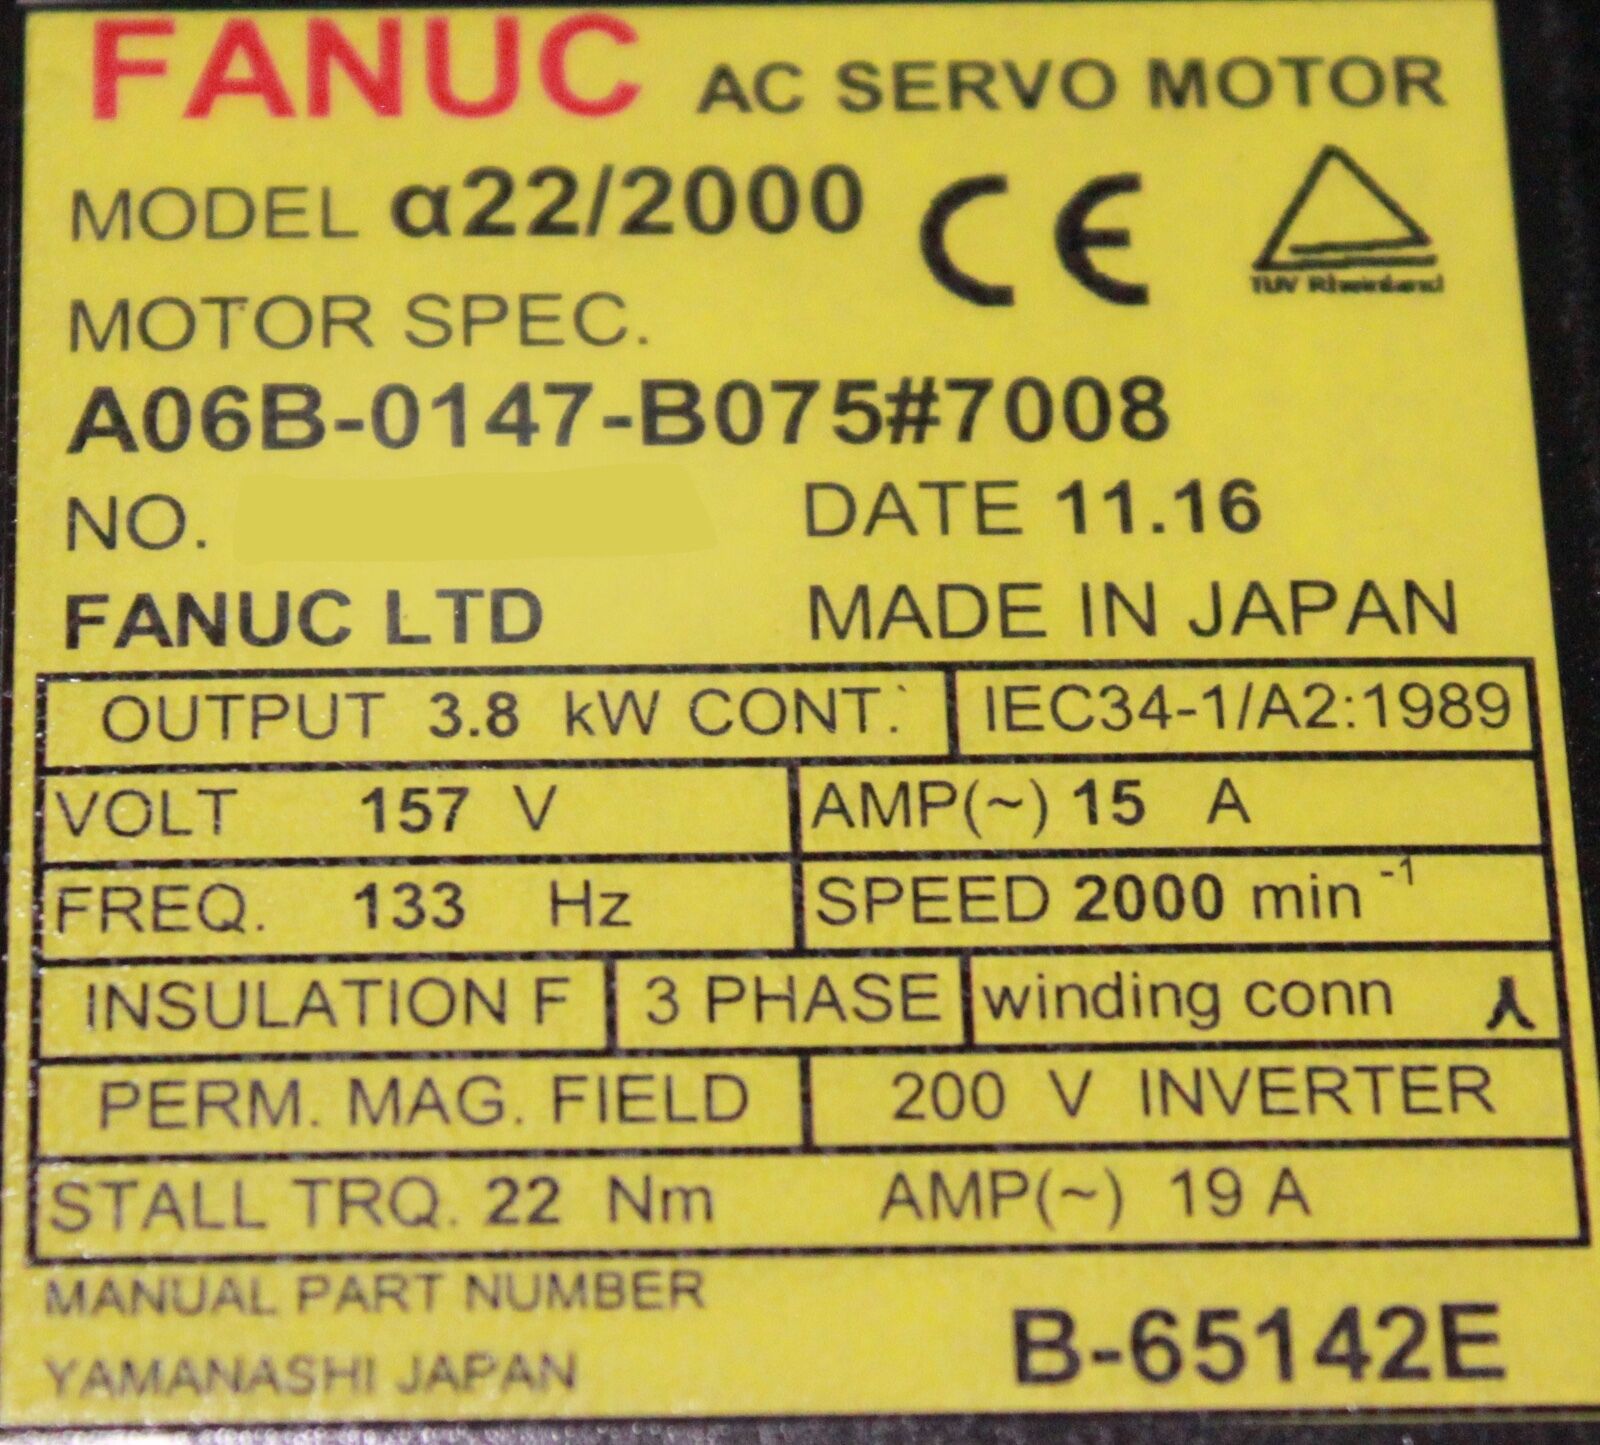 FANUC AC SERVO MOTOR
MODEL α22/2000 CE
TUV Rheinland
MOTOR SPEC.
A06B-0147-B075#7008
NO. DATE 11.16
FANUC LTD MADE IN JAPAN
OUTPUT 3.8 kW CONT. IEC34-1/A2:1989
VOLT 157 V AMP(~) 15 A
FREQ. 133 Hz SPEED 2000 min⁻¹
INSULATION F 3 PHASE winding conn ⅄
PERM. MAG. FIELD 200 V INVERTER
STALL TRQ. 22 Nm AMP(~) 19 A
MANUAL PART NUMBER
YAMANASHI JAPAN B-65142E